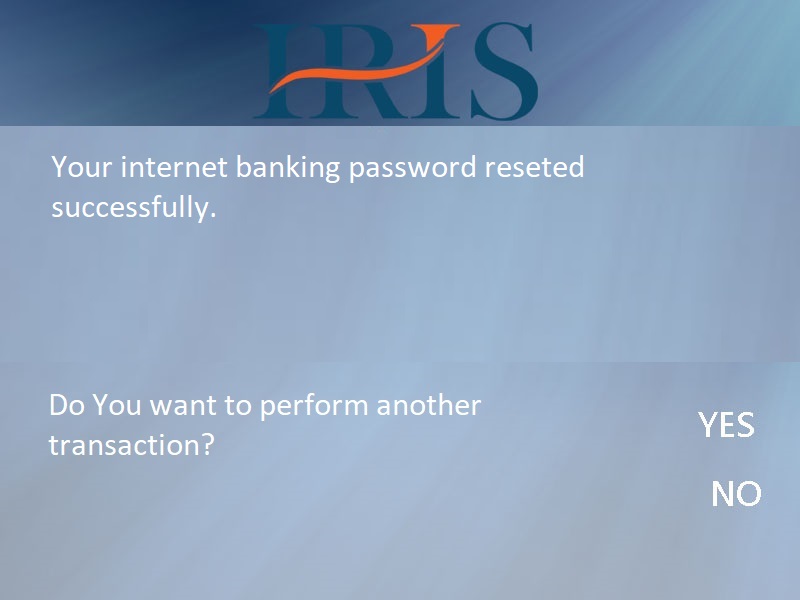 IRIS
Your internet banking password reseted
successfully.
Do You want to perform another
transaction?
YES
NO